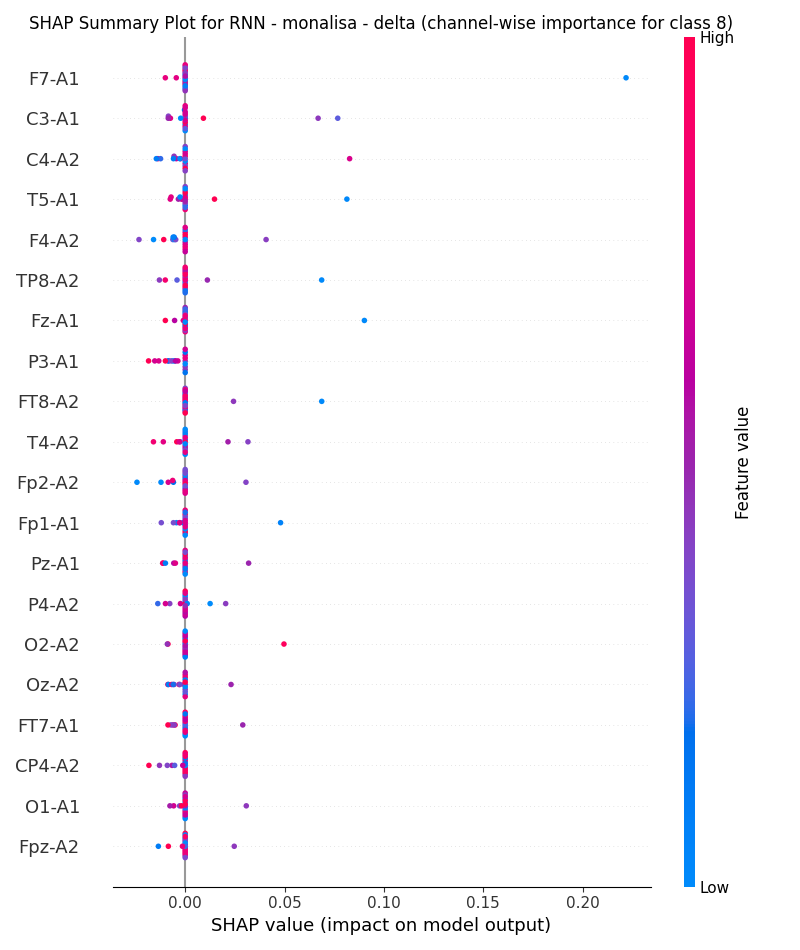 SHAP Summary Plot for RNN - monalisa - delta (channel-wise importance for class 8)
High
F7-A1
C3-A1
C4-A2
T5-A1
F4-A2
TP8-A2
Fz-A1
P3-A1
FT8-A2
T4-A2
Fp2-A2
Fp1-A1
Pz-A1
P4-A2
O2-A2
Oz-A2
FT7-A1
CP4-A2
O1-A1
Fpz-A2
Feature value
Low
0.00 0.05 0.10 0.15 0.20
SHAP value (impact on model output)